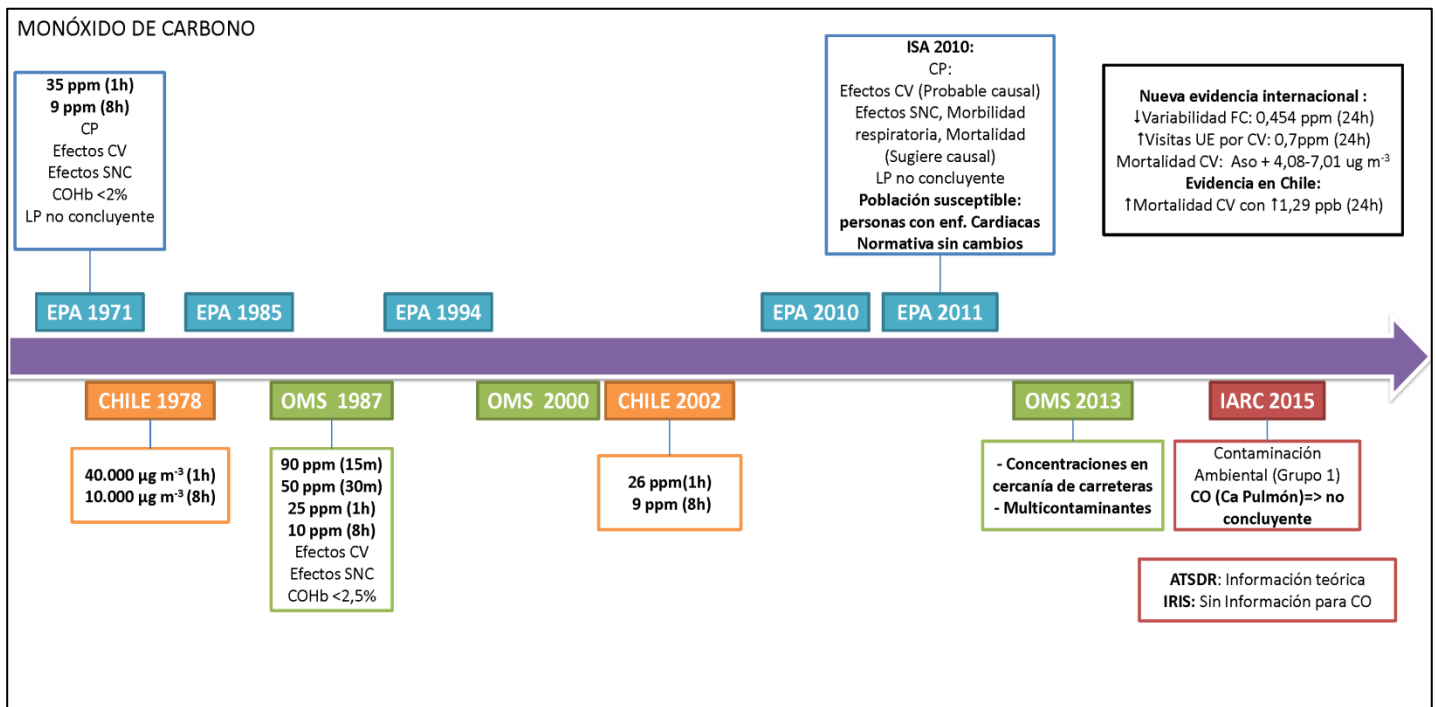 MONÓXIDO DE CARBONO
35 ppm (1h)
9 ppm (8h)
CP
Efectos CV
Efectos SNC
COHb <2%
LP no concluyente
ISA 2010:
CP:
Efectos CV (Probable causal)
Efectos SNC, Morbilidad
respiratoria, Mortalidad
(Sugiere causal)
LP no concluyente
Población susceptible:
personas con enf. Cardiacas
Normativa sin cambios
Nueva evidencia internacional :
↓Variabilidad FC: 0,454 ppm (24h)
↑Visitas UE por CV: 0,7ppm (24h)
Mortalidad CV: Aso + 4,08-7,01 ug m⁻³
Evidencia en Chile:
↑Mortalidad CV con ↑1,29 ppb (24h)
EPA 1971
EPA 1985
EPA 1994
EPA 2010
EPA 2011
CHILE 1978
OMS 1987
OMS 2000
CHILE 2002
OMS 2013
IARC 2015
40.000 µg m⁻³ (1h)
10.000 µg m⁻³ (8h)
90 ppm (15m)
50 ppm (30m)
25 ppm (1h)
10 ppm (8h)
Efectos CV
Efectos SNC
COHb <2,5%
26 ppm(1h)
9 ppm (8h)
- Concentraciones en
cercanía de carreteras
- Multicontaminantes
Contaminación
Ambiental (Grupo 1)
CO (Ca Pulmón)=> no
concluyente
ATSDR: Información teórica
IRIS: Sin Información para CO